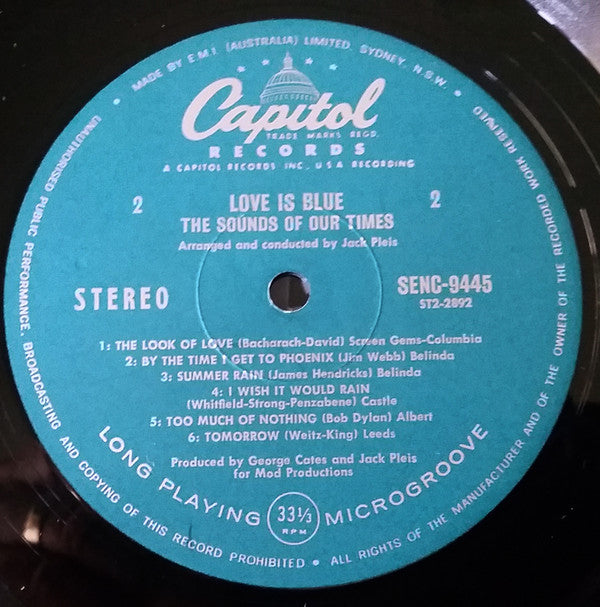 MADE BY E.M.I. (AUSTRALIA) LIMITED. SYDNEY, N.S.W.
Capitol
TRADE MARKS REGD.
RECORDS
A CAPITOL RECORDS INC., U S A RECORDING
2 LOVE IS BLUE 2
THE SOUNDS OF OUR TIMES
Arranged and conducted by Jack Pleis
STEREO SENC-9445
ST2-2892
1: THE LOOK OF LOVE (Bacharach-David) Screen Gems-Columbia
2: BY THE TIME I GET TO PHOENIX (Jim Webb) Belinda
3: SUMMER RAIN (James Hendricks) Belinda
4: I WISH IT WOULD RAIN
(Whitfield-Strong-Penzabene) Castle
5: TOO MUCH OF NOTHING (Bob Dylan) Albert
6: TOMORROW (Weitz-King) Leeds
Produced by George Cates and Jack Pleis
for Mod Productions
LONG PLAYING 33 1/3 MICROGROOVE
RPM
UNAUTHORISED PUBLIC PERFORMANCE, BROADCASTING AND COPYING OF THIS RECORD PROHIBITED • ALL RIGHTS OF THE MANUFACTURER AND OF THE OWNER OF THE RECORDED WORK RESERVED